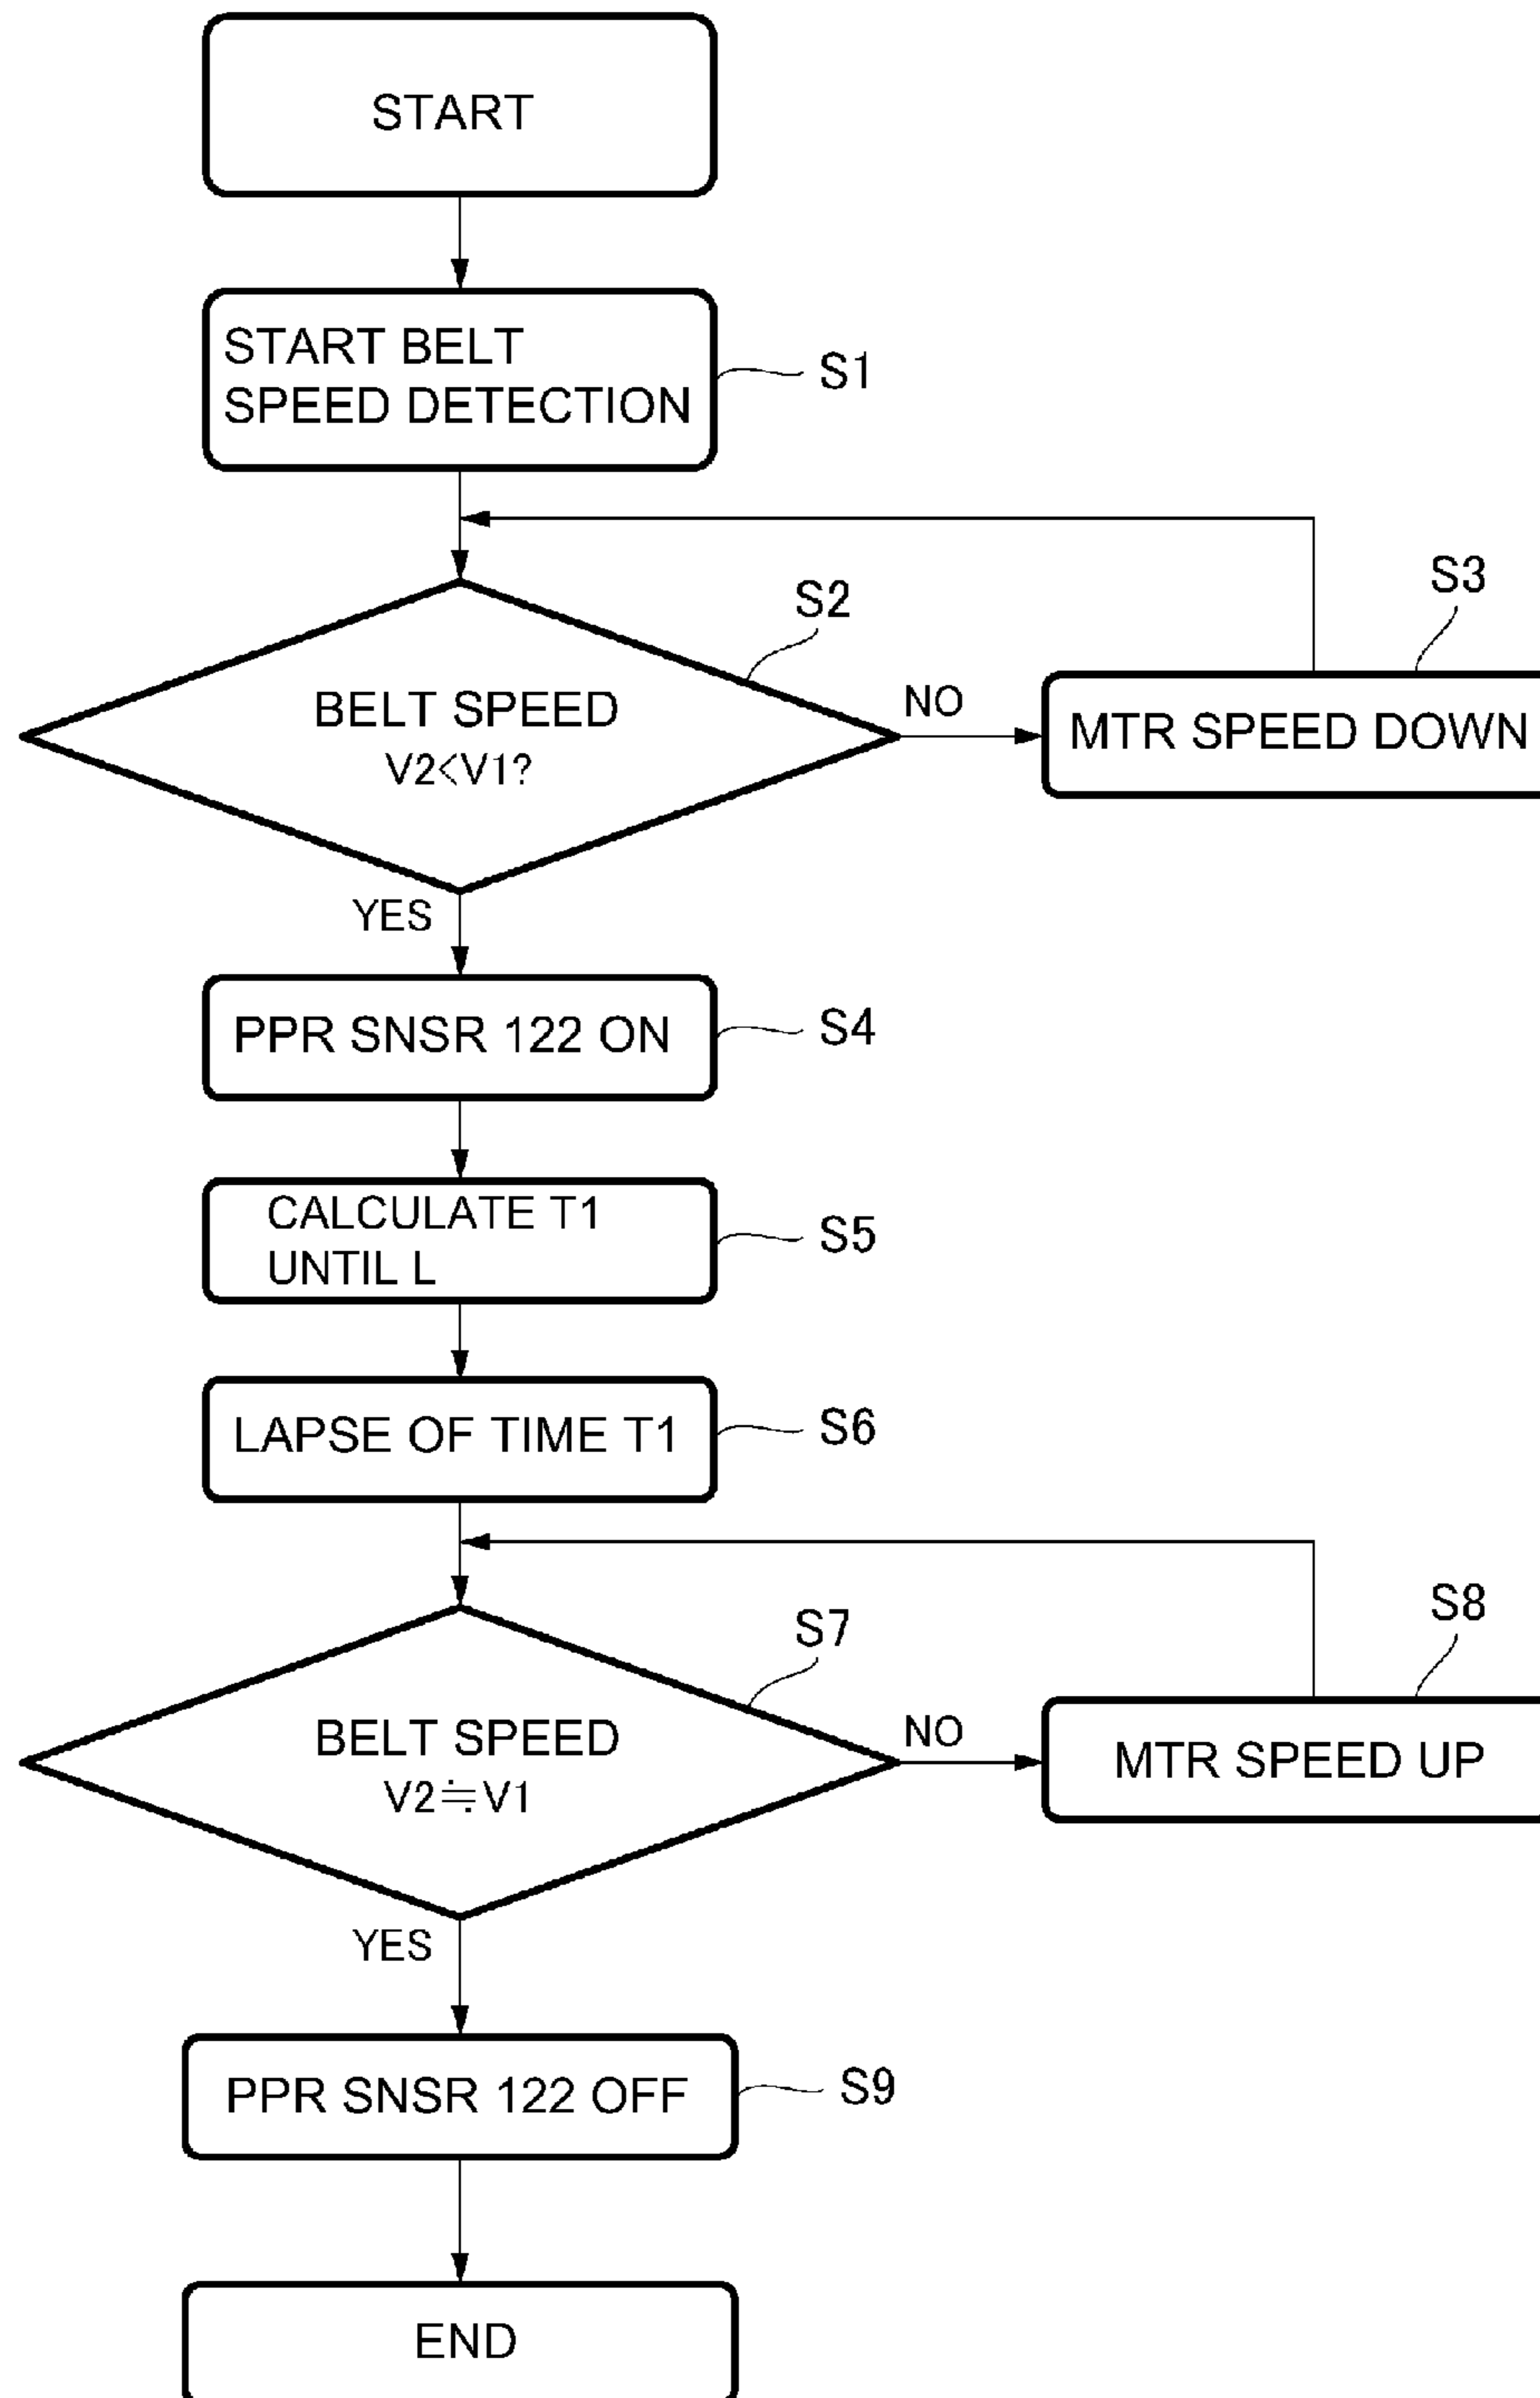 START
START BELT
SPEED DETECTION
S1
S2
S3
BELT SPEED
V2<V1?
NO
MTR SPEED DOWN
YES
PPR SNSR 122 ON
S4
CALCULATE T1
UNTIL L
S5
LAPSE OF TIME T1
S6
S7
S8
BELT SPEED
V2≒V1
NO
MTR SPEED UP
YES
PPR SNSR 122 OFF
S9
END